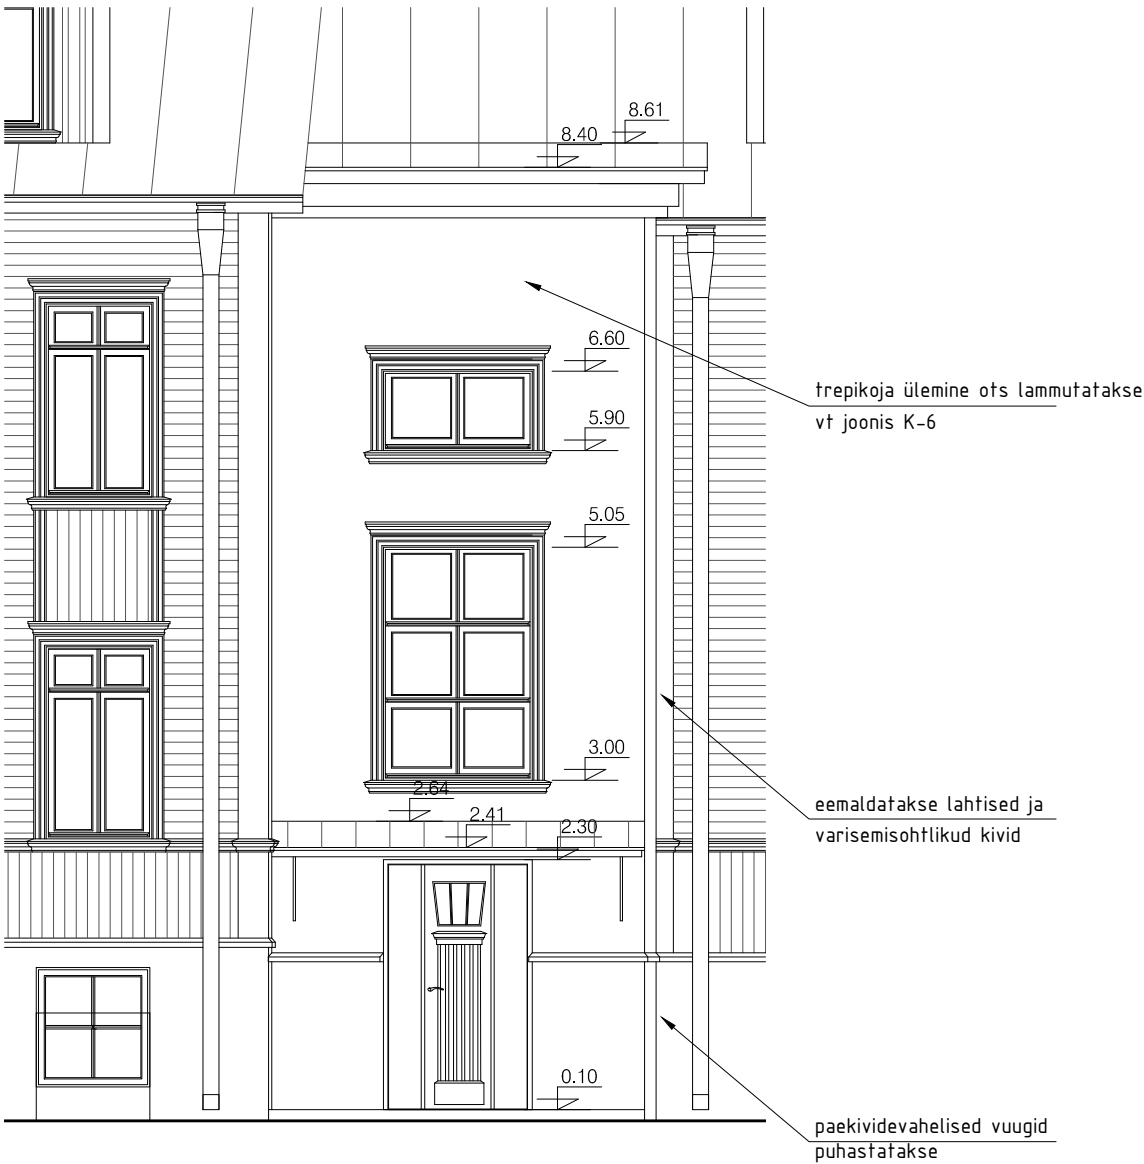 8.61
8.40
6.60
trepikoja ülemine ots lammutatakse
vt joonis K-6
5.90
5.05
3.00
2.64
eemaldatakse lahtised ja
2.41
2.30
varisemisohtlikud kivid
0.10
paekividevahelised vuugid
puhastatakse